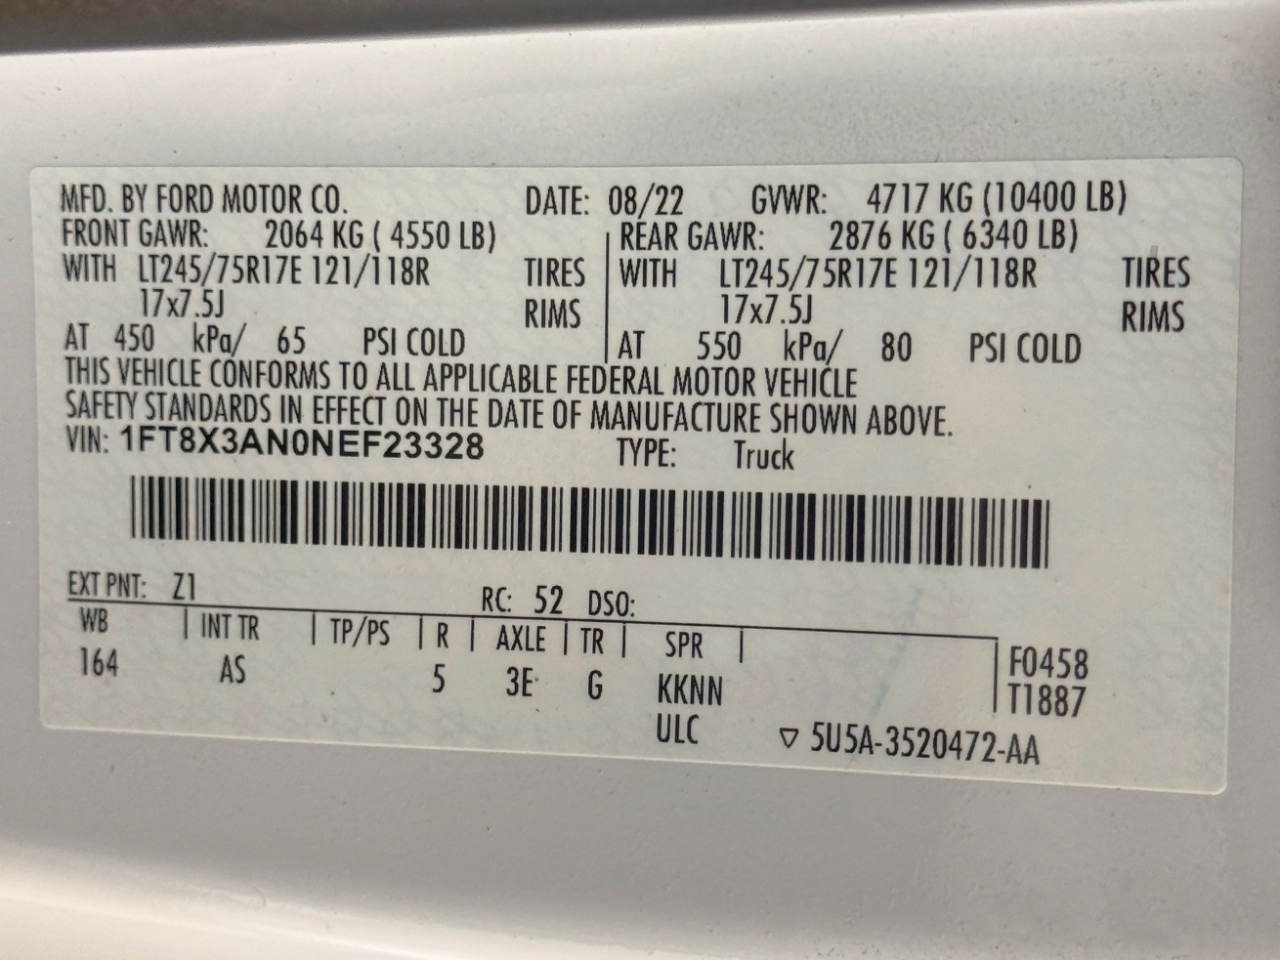 MFD. BY FORD MOTOR CO. DATE: 08/22 GVWR: 4717 KG (10400 LB)
FRONT GAWR: 2064 KG ( 4550 LB) REAR GAWR: 2876 KG ( 6340 LB)
WITH LT245/75R17E 121/118R TIRES WITH LT245/75R17E 121/118R TIRES
17x7.5J RIMS 17x7.5J RIMS
AT 450 kPa/ 65 PSI COLD AT 550 kPa/ 80 PSI COLD
THIS VEHICLE CONFORMS TO ALL APPLICABLE FEDERAL MOTOR VEHICLE
SAFETY STANDARDS IN EFFECT ON THE DATE OF MANUFACTURE SHOWN ABOVE.
VIN: 1FT8X3AN0NEF23328 TYPE: Truck
EXT PNT: Z1 RC: 52 DSO:
WB INT TR TP/PS R AXLE TR SPR
164 AS 5 3E G KKNN
F0458
T1887
ULC ▽ 5U5A-3520472-AA